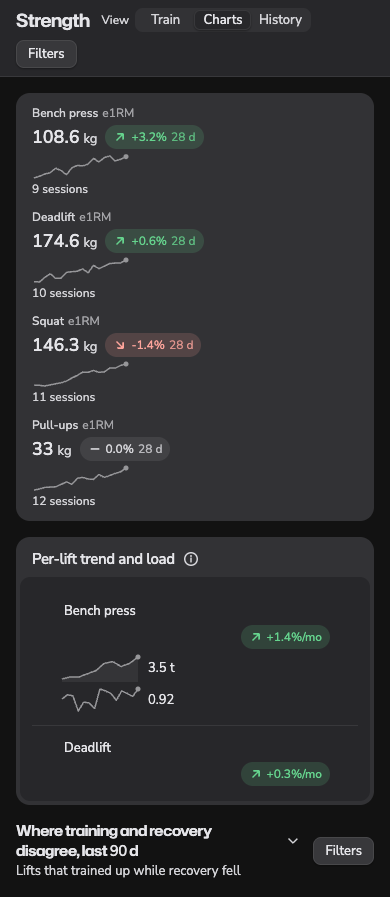 Strength View Train Charts History
Filters
Bench press e1RM
108.6 kg +3.2% 28 d
9 sessions
Deadlift e1RM
174.6 kg +0.6% 28 d
10 sessions
Squat e1RM
146.3 kg -1.4% 28 d
11 sessions
Pull-ups e1RM
33 kg 0.0% 28 d
12 sessions
Per-lift trend and load
Bench press
+1.4%/mo
3.5 t
0.92
Deadlift
+0.3%/mo
Where training and recovery
disagree, last 90 d
Filters
Lifts that trained up while recovery fell